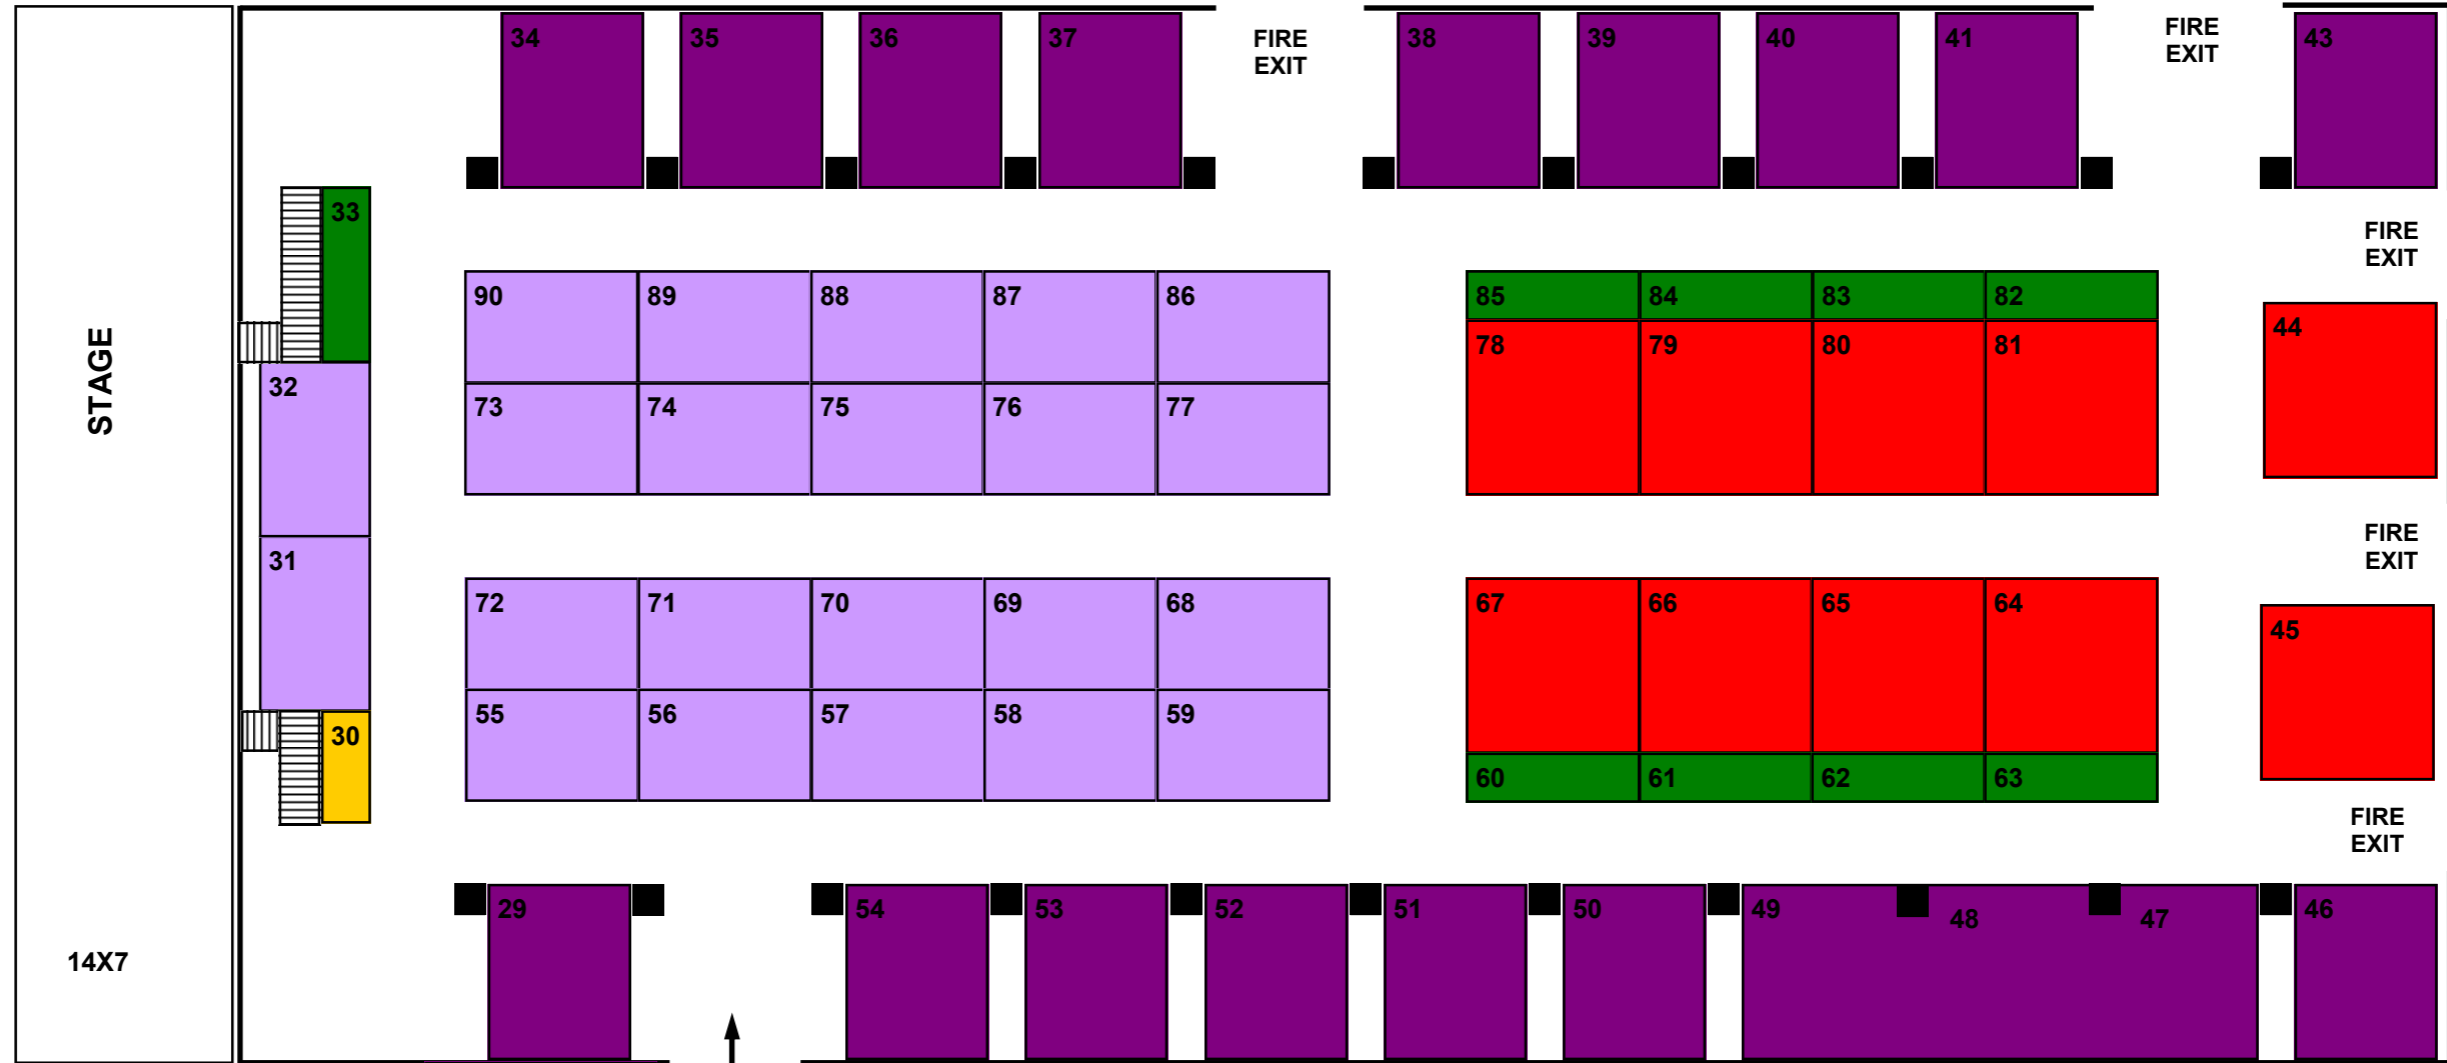 34 35 36 37
FIRE
EXIT
38 39 40 41
FIRE
EXIT
43
33
FIRE
EXIT
90 89 88 87 86
85 84 83 82
44
78 79 80 81
STAGE
32
73 74 75 76 77
FIRE
EXIT
31
72 71 70 69 68
67 66 65 64
45
55 56 57 58 59
30
60 61 62 63
FIRE
EXIT
29 54 53 52 51 50 49 48 47 46
14X7